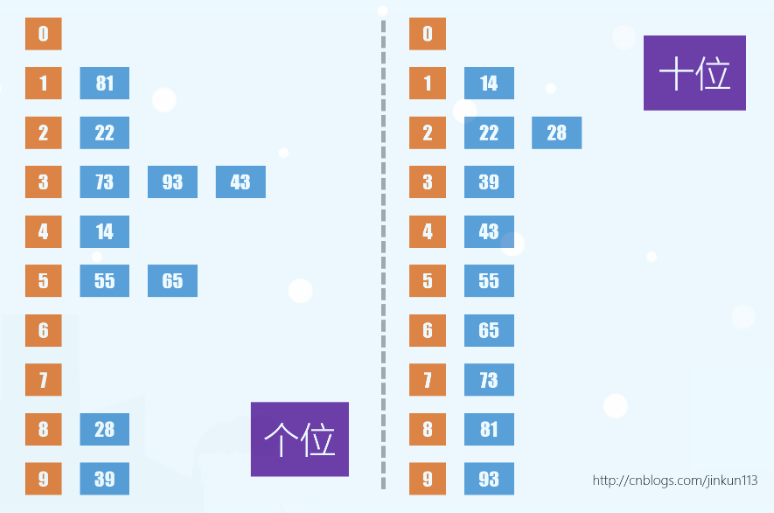 0
1 81
2 22
3 73 93 43
4 14
5 55 65
6
7
8 28
9 39
个位
0
1 14
2 22 28
3 39
4 43
5 55
6 65
7 73
8 81
9 93
十位
http://cnblogs.com/jinkun113